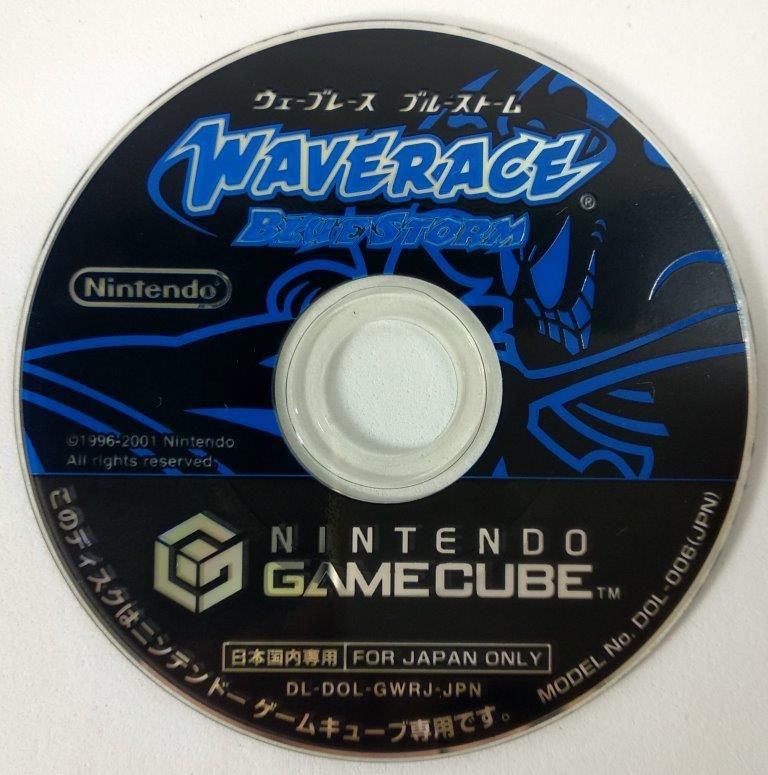 ウェーブレース ブルーストーム
WAVERACE®
BLUE STORM
Nintendo®
©1996-2001 Nintendo
All rights reserved.
NINTENDO
GAMECUBE™
日本国内専用 FOR JAPAN ONLY
DL-DOL-GWRJ-JPN
このディスクはニンテンドーゲームキューブ専用です。
MODEL No. DOL-006(JPN)